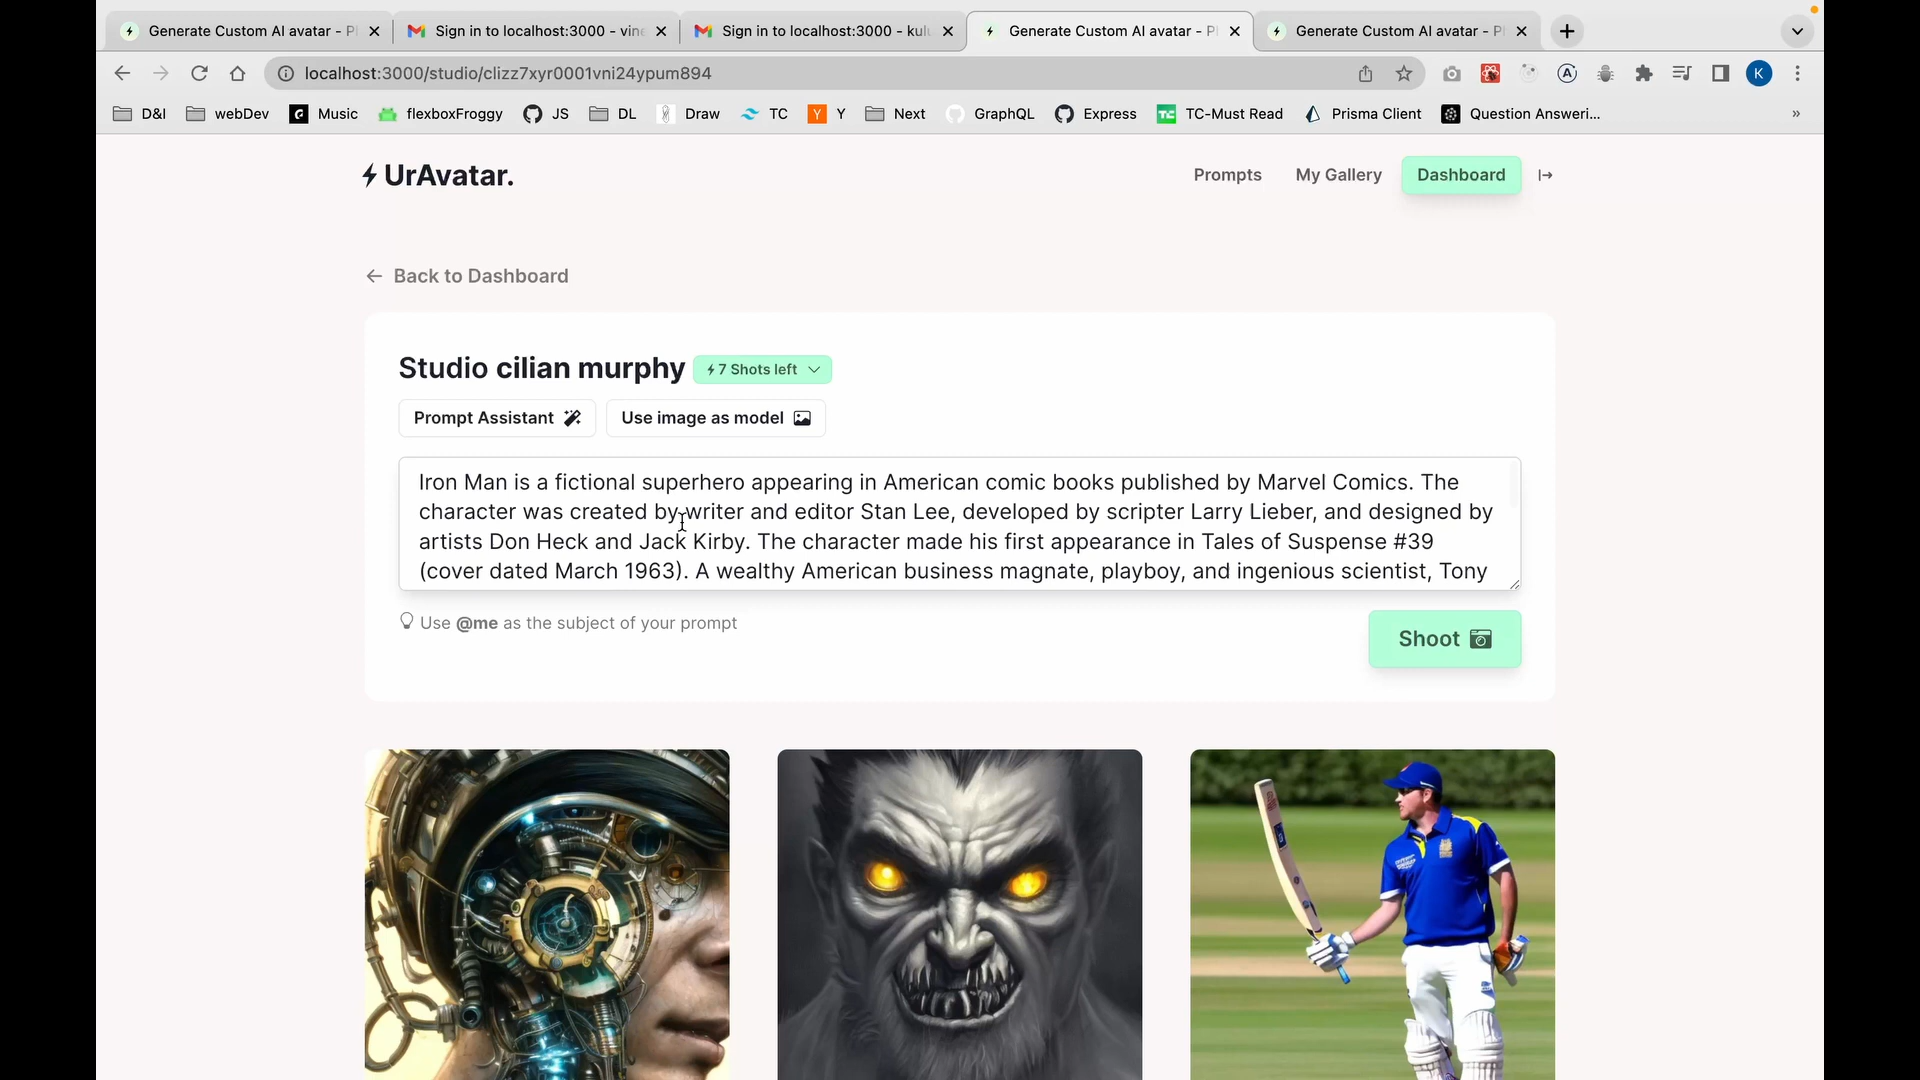 Generate Custom AI avatar - P
Sign in to localhost:3000 - vine
Sign in to localhost:3000 - kulu
Generate Custom AI avatar - P
Generate Custom AI avatar - P
localhost:3000/studio/clizz7xyr0001vni24ypum894
K
D&I
webDev
Music
flexboxFroggy
JS
DL
Draw
TC
Y
Next
GraphQL
Express
TC-Must Read
Prisma Client
Question Answeri...
UrAvatar.
Prompts
My Gallery
Dashboard
Back to Dashboard
Studio cilian murphy
7 Shots left
Prompt Assistant
Use image as model
Iron Man is a fictional superhero appearing in American comic books published by Marvel Comics. The
character was created by writer and editor Stan Lee, developed by scripter Larry Lieber, and designed by
artists Don Heck and Jack Kirby. The character made his first appearance in Tales of Suspense #39
(cover dated March 1963). A wealthy American business magnate, playboy, and ingenious scientist, Tony
Use @me as the subject of your prompt
Shoot